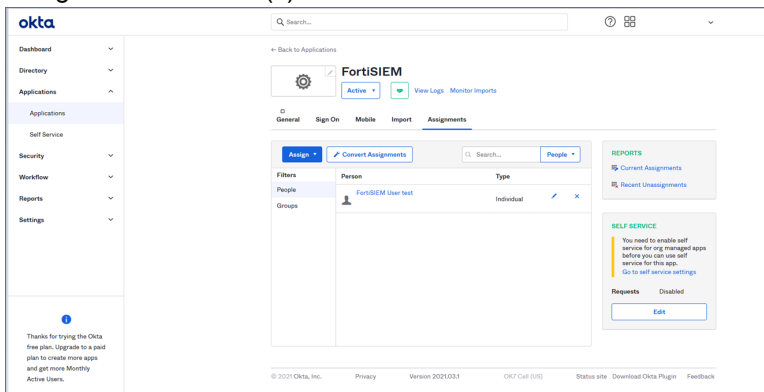 okta
Search...
Dashboard
Directory
Applications
Applications
Self Service
Security
Workflow
Reports
Settings
Thanks for trying the Okta
free plan. Upgrade to a paid
plan to create more apps
and get more Monthly
Active Users.
← Back to Applications
FortiSIEM
Active
View Logs Monitor Imports
General Sign On Mobile Import Assignments
Assign Convert Assignments Search... People
Filters Person Type
People FortiSIEM User test Individual
Groups
REPORTS
Current Assignments
Recent Unassignments
SELF SERVICE
You need to enable self
service for org managed apps
before you can use self
service for this app.
Go to self service settings
Requests Disabled
Edit
© 2021 Okta, Inc. Privacy Version 2021.03.1 OK7 Cell (US) Status site Download Okta Plugin Feedback